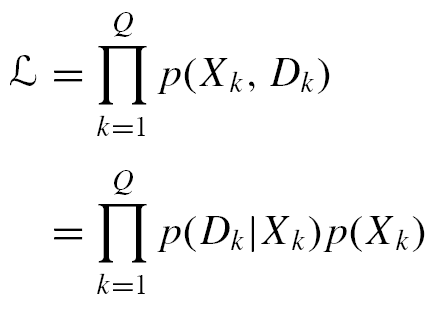 ℒ = ∏_{k=1}^{Q} p(X_k, D_k)
= ∏_{k=1}^{Q} p(D_k|X_k)p(X_k)